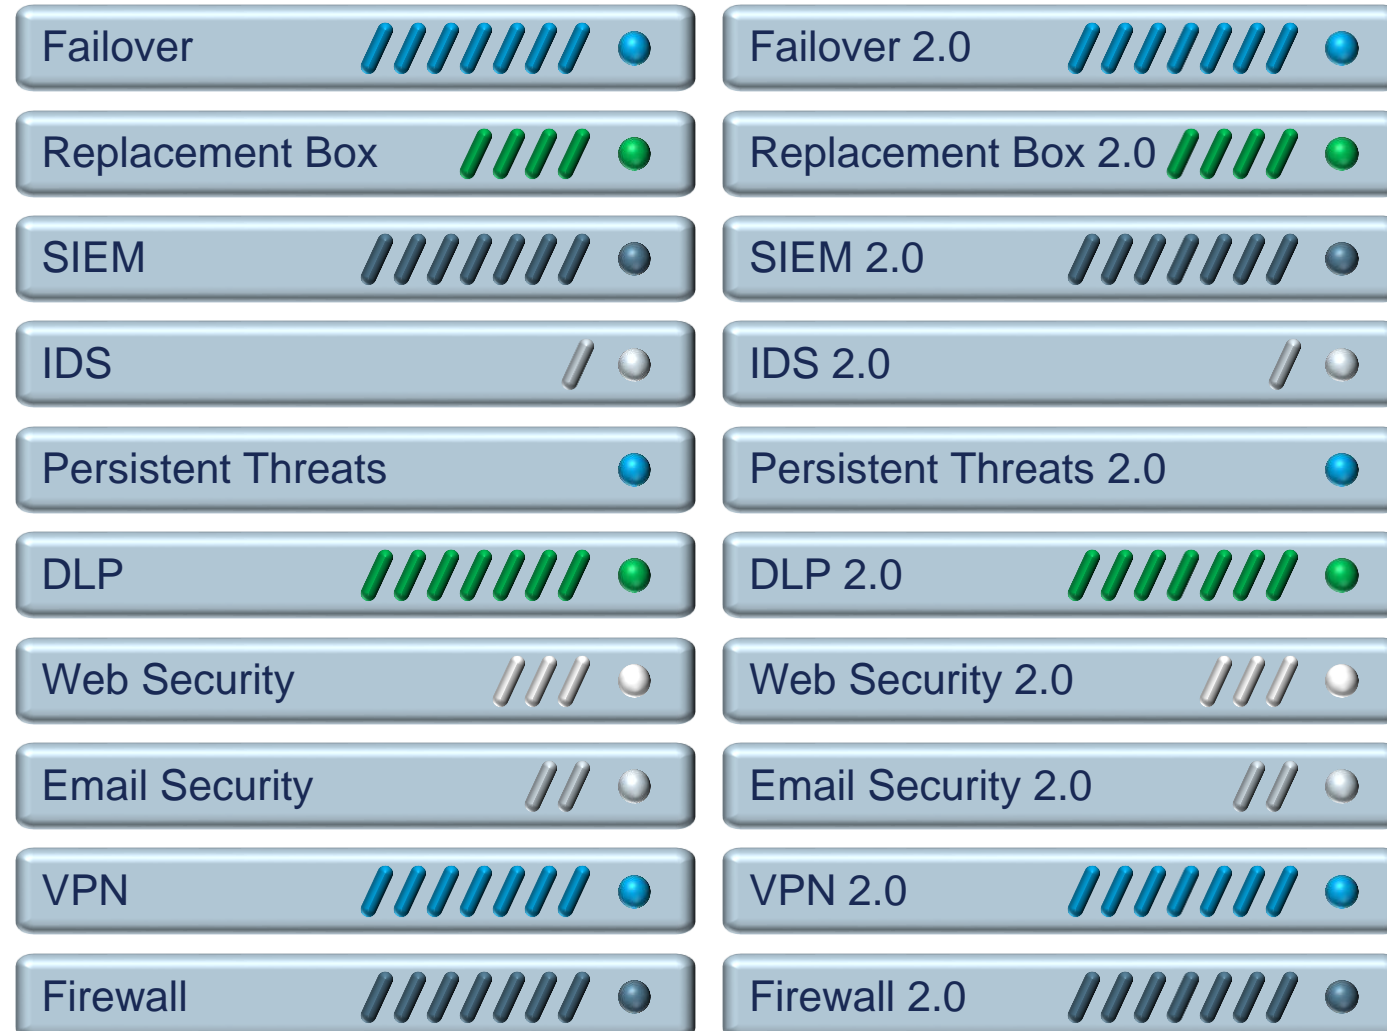 Failover
Failover 2.0
Replacement Box
Replacement Box 2.0
SIEM
SIEM 2.0
IDS
IDS 2.0
Persistent Threats
Persistent Threats 2.0
DLP
DLP 2.0
Web Security
Web Security 2.0
Email Security
Email Security 2.0
VPN
VPN 2.0
Firewall
Firewall 2.0